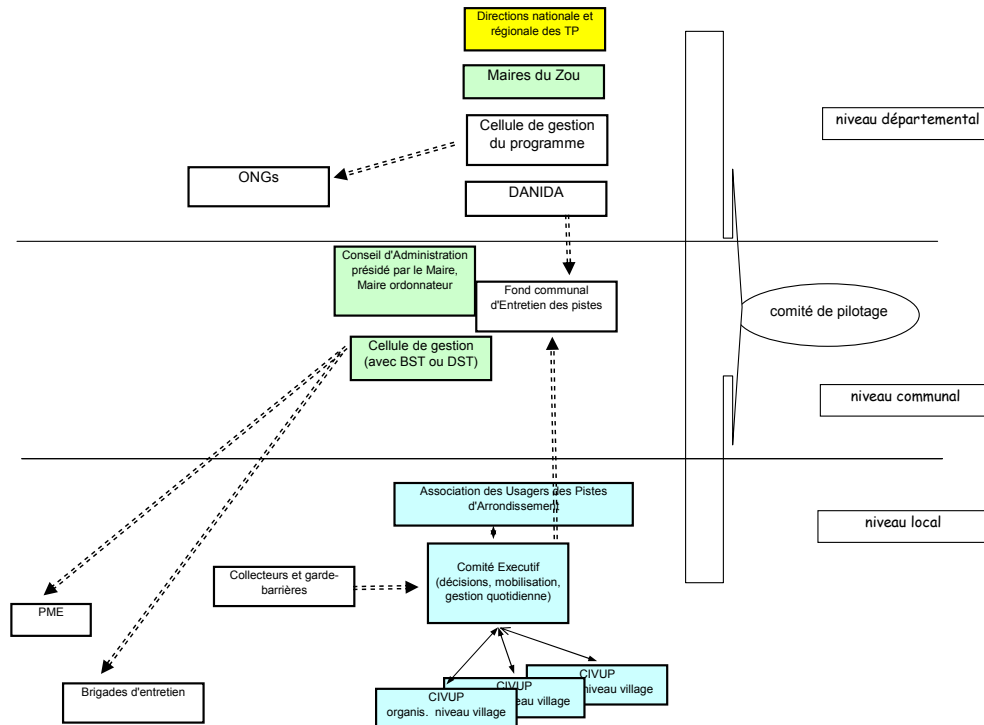 Directions nationale et
régionale des TP
Maires du Zou
niveau départemental
Cellule de gestion
du programme
ONGs
DANIDA
Conseil d'Administration
présidé par le Maire,
Maire ordonnateur
Fond communal
d'Entretien des pistes
comité de pilotage
Cellule de gestion
(avec BST ou DST)
niveau communal
Association des Usagers des Pistes
d'Arrondissement
niveau local
Comité Executif
(décisions, mobilisation,
gestion quotidienne)
Collecteurs et garde-
barrières
PME
Brigades d'entretien
CIVUP
niveau village
CIVUP
niveau village
CIVUP
organis. niveau village